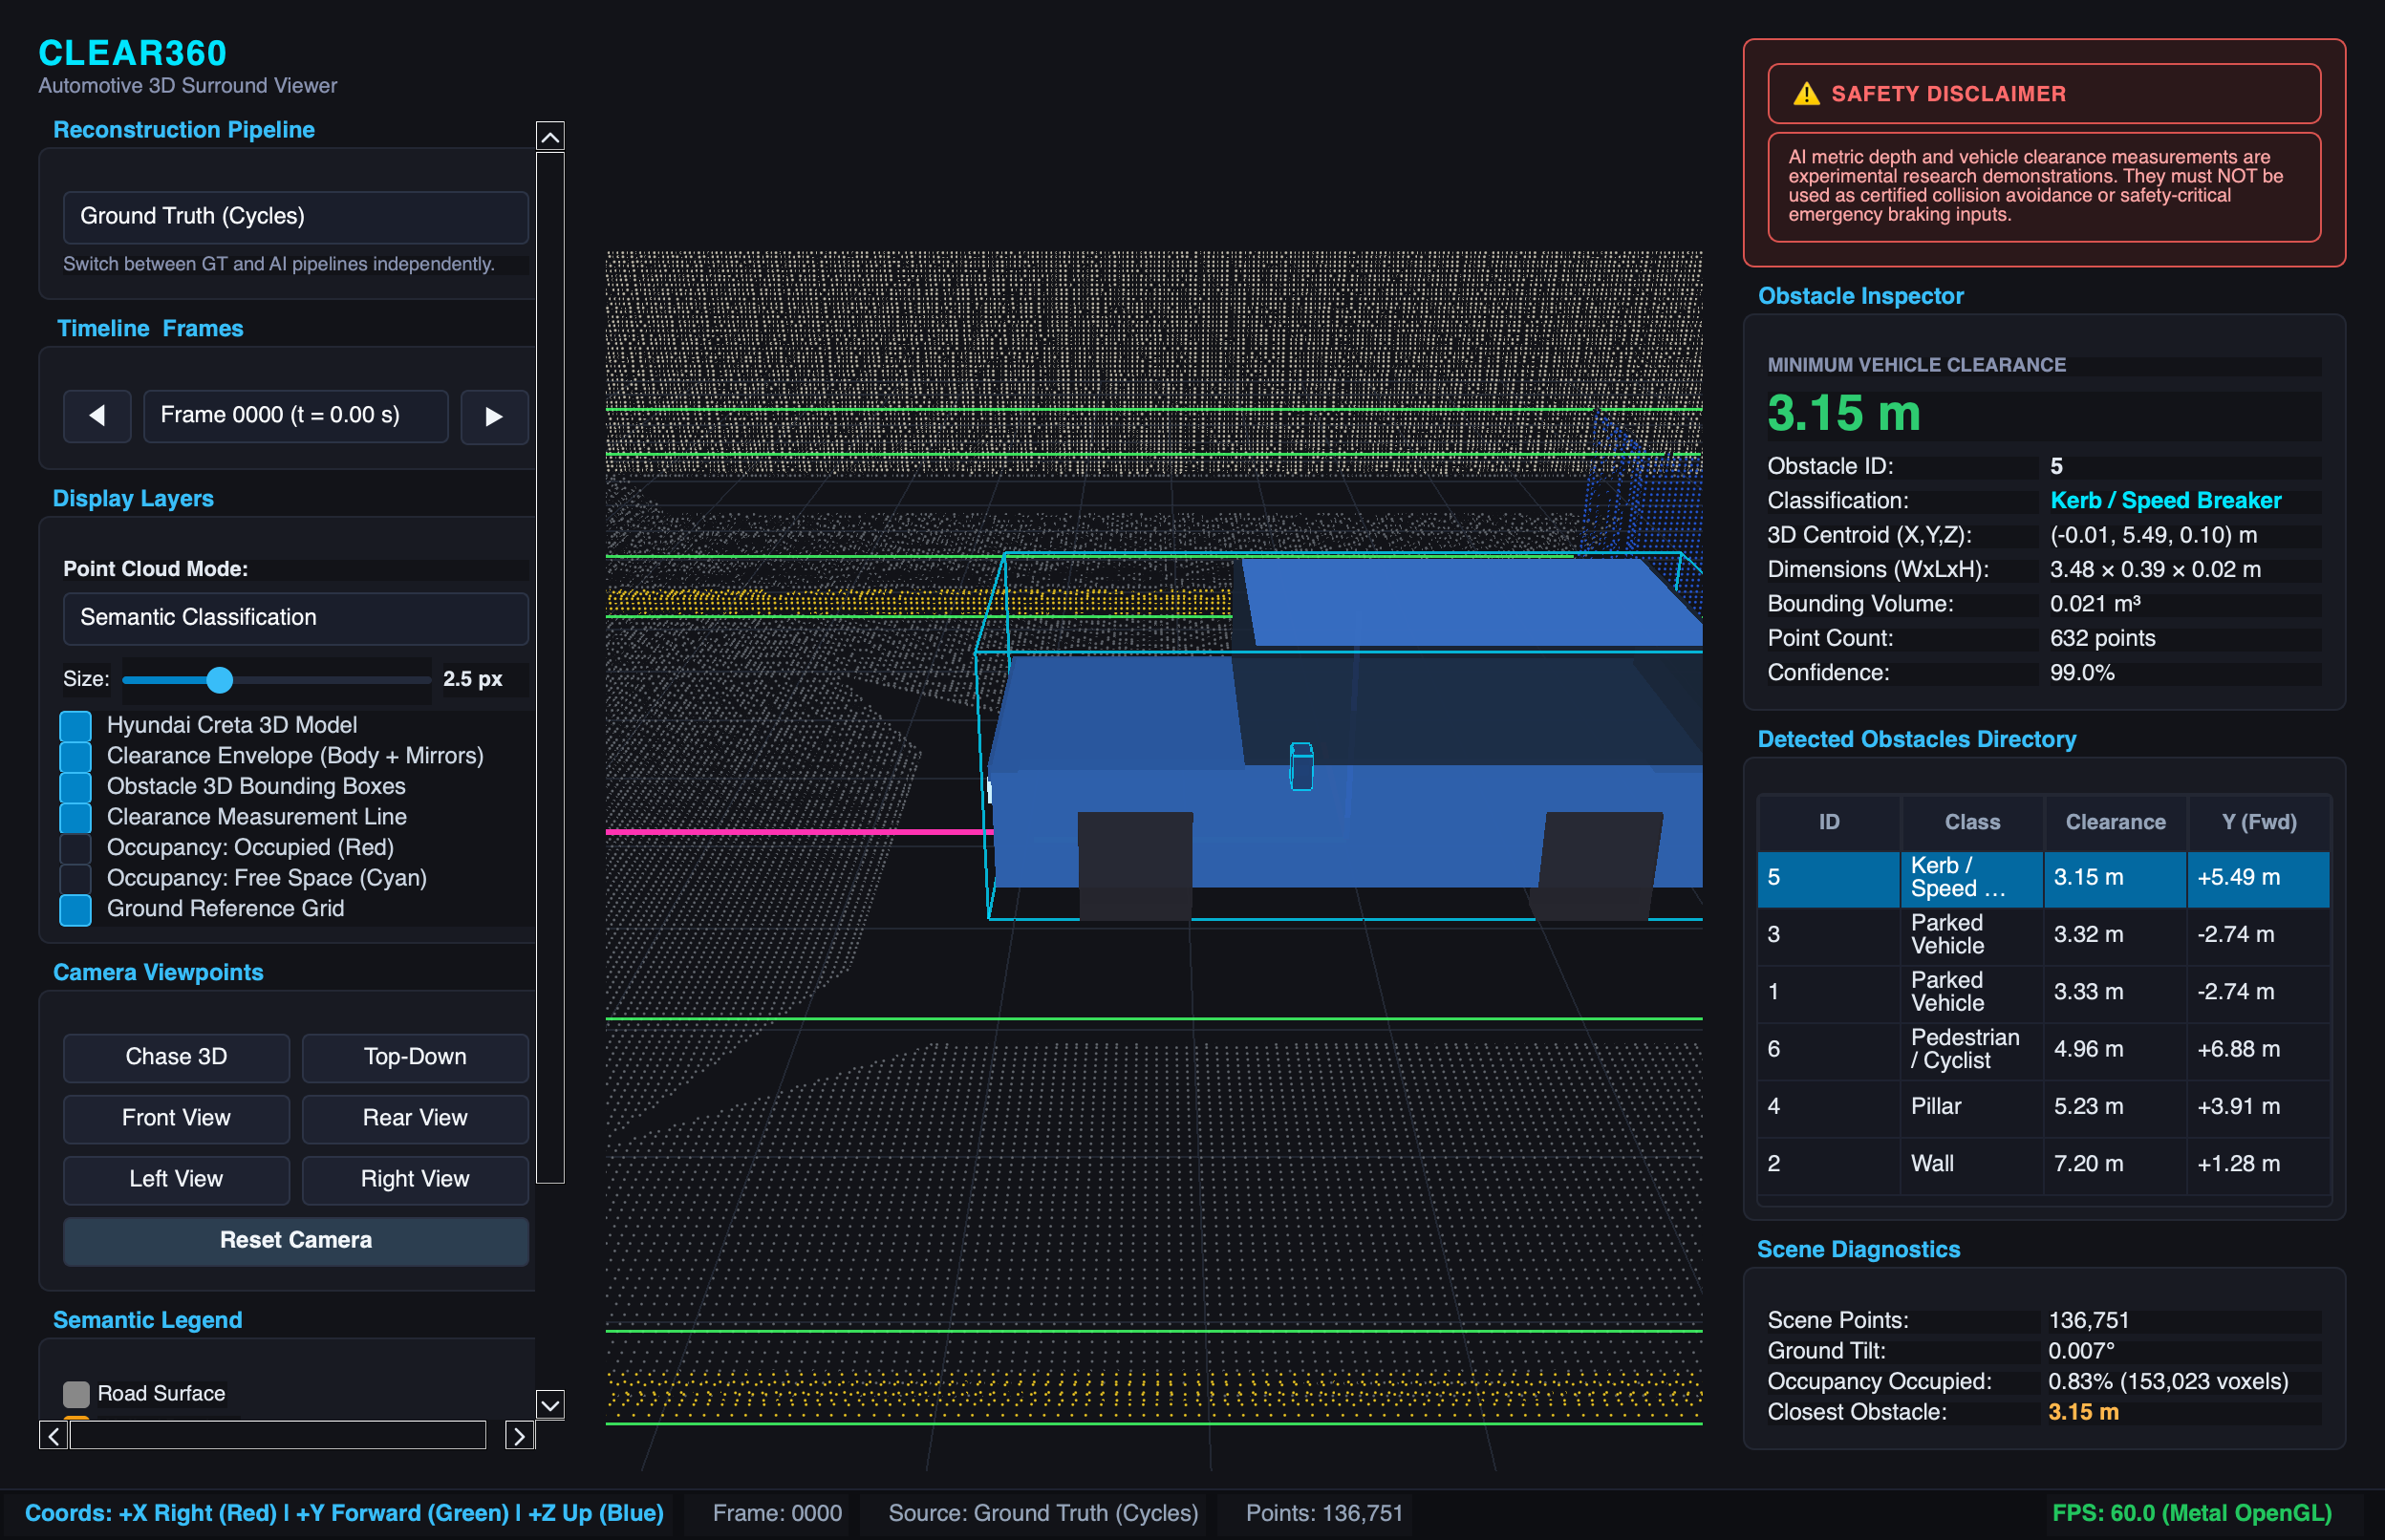 CLEAR360
Automotive 3D Surround Viewer
Reconstruction Pipeline
Ground Truth (Cycles)
Switch between GT and AI pipelines independently.
Timeline  Frames
Frame 0000 (t = 0.00 s)
Display Layers
Point Cloud Mode:
Semantic Classification
Size:
2.5 px
Hyundai Creta 3D Model
Clearance Envelope (Body + Mirrors)
Obstacle 3D Bounding Boxes
Clearance Measurement Line
Occupancy: Occupied (Red)
Occupancy: Free Space (Cyan)
Ground Reference Grid
Camera Viewpoints
Chase 3D
Top-Down
Front View
Rear View
Left View
Right View
Reset Camera
Semantic Legend
Road Surface
SAFETY DISCLAIMER
AI metric depth and vehicle clearance measurements are
experimental research demonstrations. They must NOT be
used as certified collision avoidance or safety-critical
emergency braking inputs.
Obstacle Inspector
MINIMUM VEHICLE CLEARANCE
3.15 m
Obstacle ID: 5
Classification: Kerb / Speed Breaker
3D Centroid (X,Y,Z): (-0.01, 5.49, 0.10) m
Dimensions (WxLxH): 3.48 × 0.39 × 0.02 m
Bounding Volume: 0.021 m³
Point Count: 632 points
Confidence: 99.0%
Detected Obstacles Directory
ID Class Clearance Y (Fwd)
5 Kerb / Speed … 3.15 m +5.49 m
3 Parked Vehicle 3.32 m -2.74 m
1 Parked Vehicle 3.33 m -2.74 m
6 Pedestrian / Cyclist 4.96 m +6.88 m
4 Pillar 5.23 m +3.91 m
2 Wall 7.20 m +1.28 m
Scene Diagnostics
Scene Points: 136,751
Ground Tilt: 0.007°
Occupancy Occupied: 0.83% (153,023 voxels)
Closest Obstacle: 3.15 m
Coords: +X Right (Red) | +Y Forward (Green) | +Z Up (Blue)
Frame: 0000
Source: Ground Truth (Cycles)
Points: 136,751
FPS: 60.0 (Metal OpenGL)